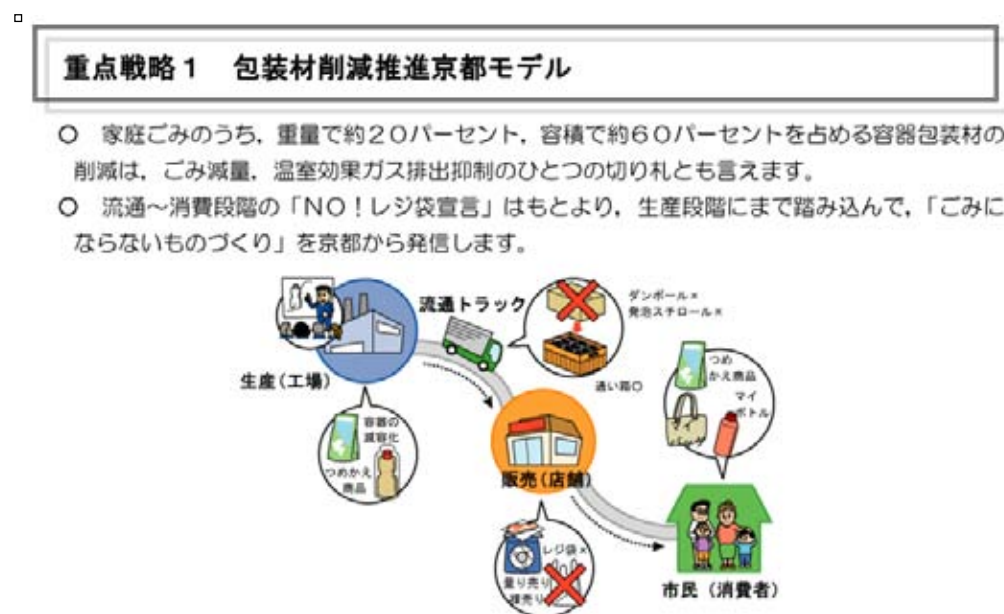 重点戦略１　包装材削減推進京都モデル
○　家庭ごみのうち，重量で約２０パーセント，容積で約６０パーセントを占める容器包装材の
削減は，ごみ減量，温室効果ガス排出抑制のひとつの切り札とも言えます。
○　流通～消費段階の「ＮＯ！レジ袋宣言」はもとより，生産段階にまで踏み込んで，「ごみに
ならないものづくり」を京都から発信します。
流通トラック
ダンボール×
発泡スチロール×
通い箱○
生産（工場）
容器の
減容化
つめかえ
商品
販売（店舗）
レジ袋×
量り売り
裸売り
つめ
かえ商品
マイ
ボトル
マイ
バッグ
市民（消費者）